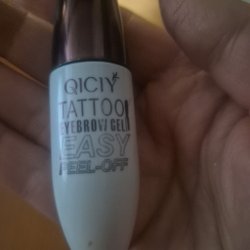 QICIY
TATTOO
EYEBROW GEL
EASY
PEEL-OFF